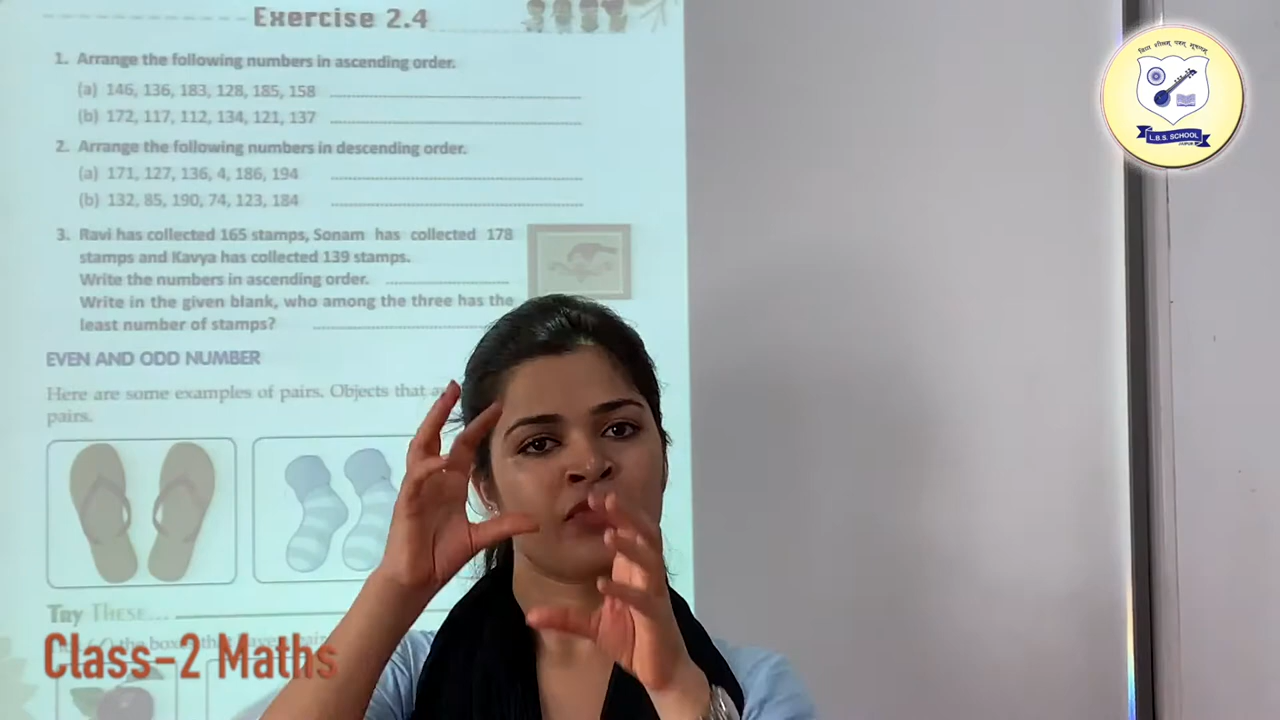 Exercise 2.4
1. Arrange the following numbers in ascending order.
(a) 146, 136, 183, 128, 185, 158
(b) 172, 117, 112, 134, 121, 137
2. Arrange the following numbers in descending order.
(a) 171, 127, 136, 4, 186, 194
(b) 132, 85, 190, 74, 123, 184
3. Ravi has collected 165 stamps, Sonam has collected 178
stamps and Kavya has collected 139 stamps.
Write the numbers in ascending order.
Write in the given blank, who among the three has the
least number of stamps?
EVEN AND ODD NUMBER
Here are some examples of pairs. Objects that
pairs.
Try These...
the
Class-2 Maths
L.B.S. SCHOOL
JAIPUR